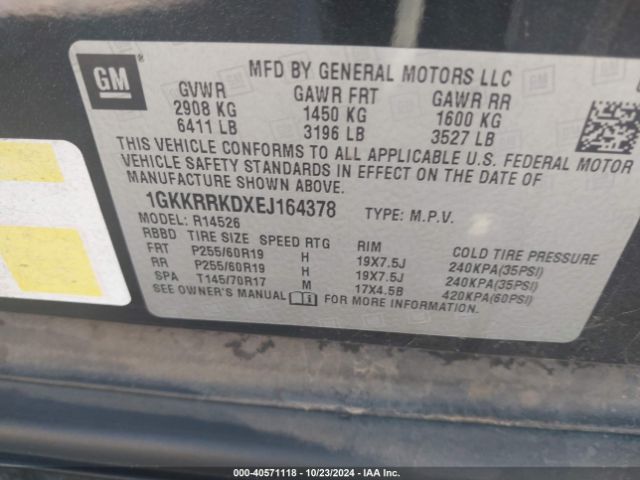 GM
MFD BY GENERAL MOTORS LLC
GVWR GAWR FRT GAWR RR
2908 KG 1450 KG 1600 KG
6411 LB 3196 LB 3527 LB
THIS VEHICLE CONFORMS TO ALL APPLICABLE U.S. FEDERAL MOTOR
VEHICLE SAFETY STANDARDS IN EFFECT ON THE DATE OF
MANUFACTURE SHOWN ABOVE.
1GKKRRKDXEJ164378 TYPE: M.P.V.
MODEL: R14526
RBBD TIRE SIZE SPEED RTG RIM COLD TIRE PRESSURE
FRT P255/60R19 H 19X7.5J 240KPA(35PSI)
RR P255/60R19 H 19X7.5J 240KPA(35PSI)
SPA T145/70R17 M 17X4.5B 420KPA(60PSI)
SEE OWNER'S MANUAL FOR MORE INFORMATION.
000-40571118 - 10/23/2024 - IAA Inc.